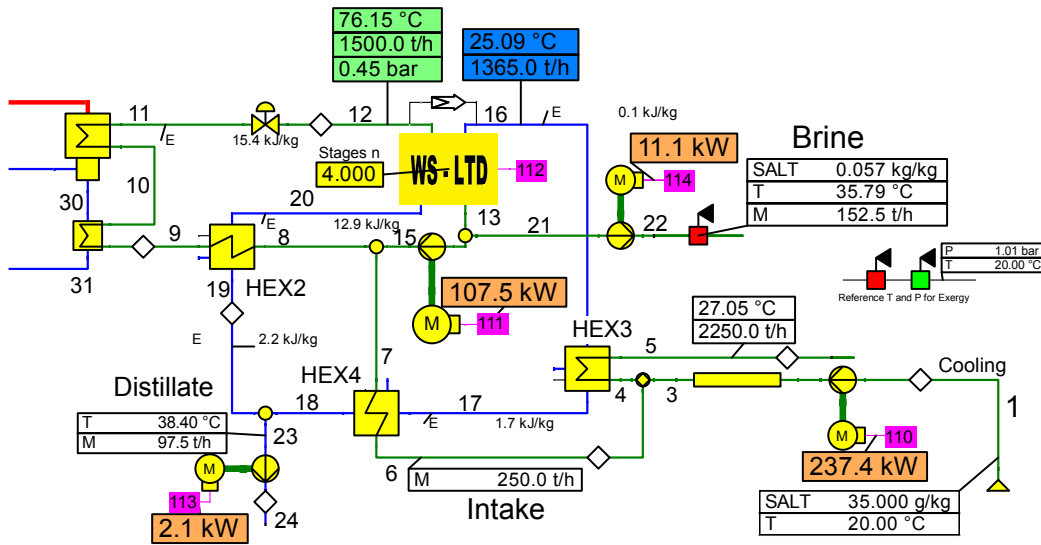 76.15 °C
1500.0 t/h
0.45 bar
25.09 °C
1365.0 t/h
11
12
16
E
E
15.4 kJ/kg
0.1 kJ/kg
Brine
Stages n
4.000
WS - LTD
112
11.1 kW
M
114
SALT 0.057 kg/kg
T 35.79 °C
M 152.5 t/h
10
30
20
E
12.9 kJ/kg
13
21
22
9
8
15
P 1.01 bar
T 20.00 °C
Reference T and P for Exergy
31
19
HEX2
107.5 kW
M
111
27.05 °C
2250.0 t/h
HEX3
E
2.2 kJ/kg
7
5
Cooling
Distillate
HEX4
18
17
4
3
1
E
1.7 kJ/kg
T 38.40 °C
M 97.5 t/h
23
M
110
237.4 kW
6
M 250.0 t/h
Intake
M
113
2.1 kW
24
SALT 35.000 g/kg
T 20.00 °C